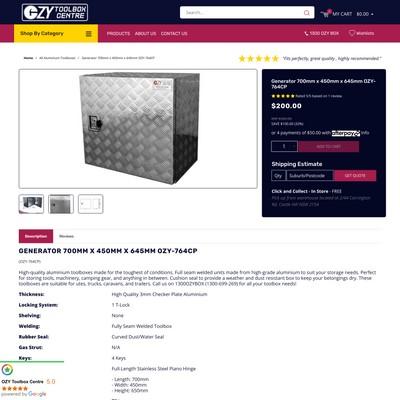 OZY TOOLBOX CENTRE
Search the store
MY CART $0.00
Shop By Category
PRODUCTS ABOUT US CONTACT US
1300 OZY BOX Wishlists
Home / All Aluminium Toolboxes / Generator 700mm x 450mm x 645mm OZY-764CP
"Fits perfectly, great quality , highly recommended."
Generator 700mm x 450mm x 645mm OZY-764CP
Rated 5/5 based on 1 review
$200.00
SAVE $100.00 (33%)
or 4 payments of $50.00 with afterpay Info
1 ADD TO CART
Shipping Estimate
Qty Suburb/Postcode GET QUOTE
Click and Collect - In Store - FREE
Pick up from warehouse located at 2/44 Carrington Rd, Castle Hill NSW 2154
Description Reviews
GENERATOR 700MM X 450MM X 645MM OZY-764CP
(OZY-764CP)
High-quality aluminium toolboxes made for the toughest of conditions. Full seam welded units made from high-grade aluminium to suit your storage needs. Perfect
for storing tools, machinery, camping gear, and anything in between. Cushion seal to provide a weather and dust resistant box to keep your belongings dry. These
toolboxes are suitable for utes, trucks, caravans, and trailers. Call us on 1300OZYBOX (1300-699-269) for all your toolbox needs!
Thickness: High Quality 3mm Checker Plate Aluminium
Locking System: 1 T-Lock
Shelving: None
Welding: Fully Seam Welded Toolbox
Rubber Seal: Curved Dust/Water Seal
Gas Strut: N/A
Keys: 4 Keys
Full-Length Stainless Steel Piano Hinge
- Length: 700mm
- Width: 450mm
- Height: 650mm
OZY Toolbox Centre 5.0
powered by Google